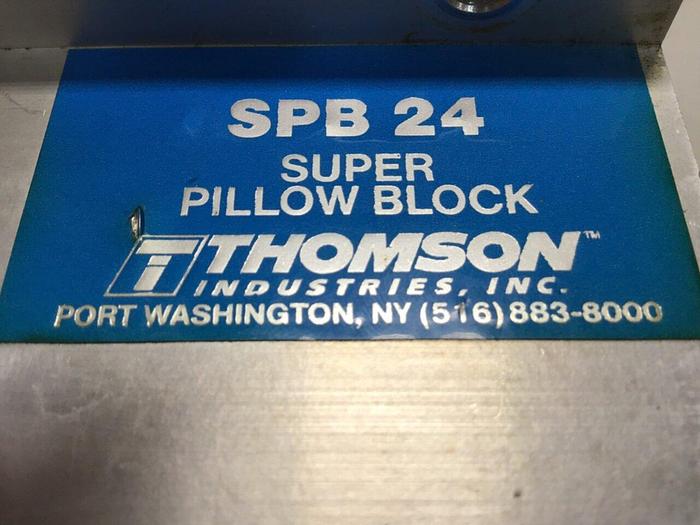 SPB 24
SUPER
PILLOW BLOCK
THOMSON™
INDUSTRIES, INC.
PORT WASHINGTON, NY (516) 883-8000